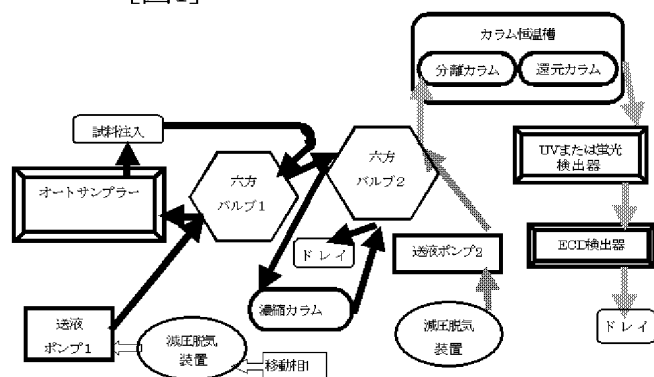 カラム恒温槽
分離カラム
還元カラム
試料注入
六方
バルブ1
六方
バルブ2
UVまたは蛍光
検出器
オートサンプラー
ドレイ
送液ポンプ2
ECD検出器
濃縮カラム
送液
ポンプ1
減圧脱気
装置
移動相1
減圧脱気
装置
ドレイ